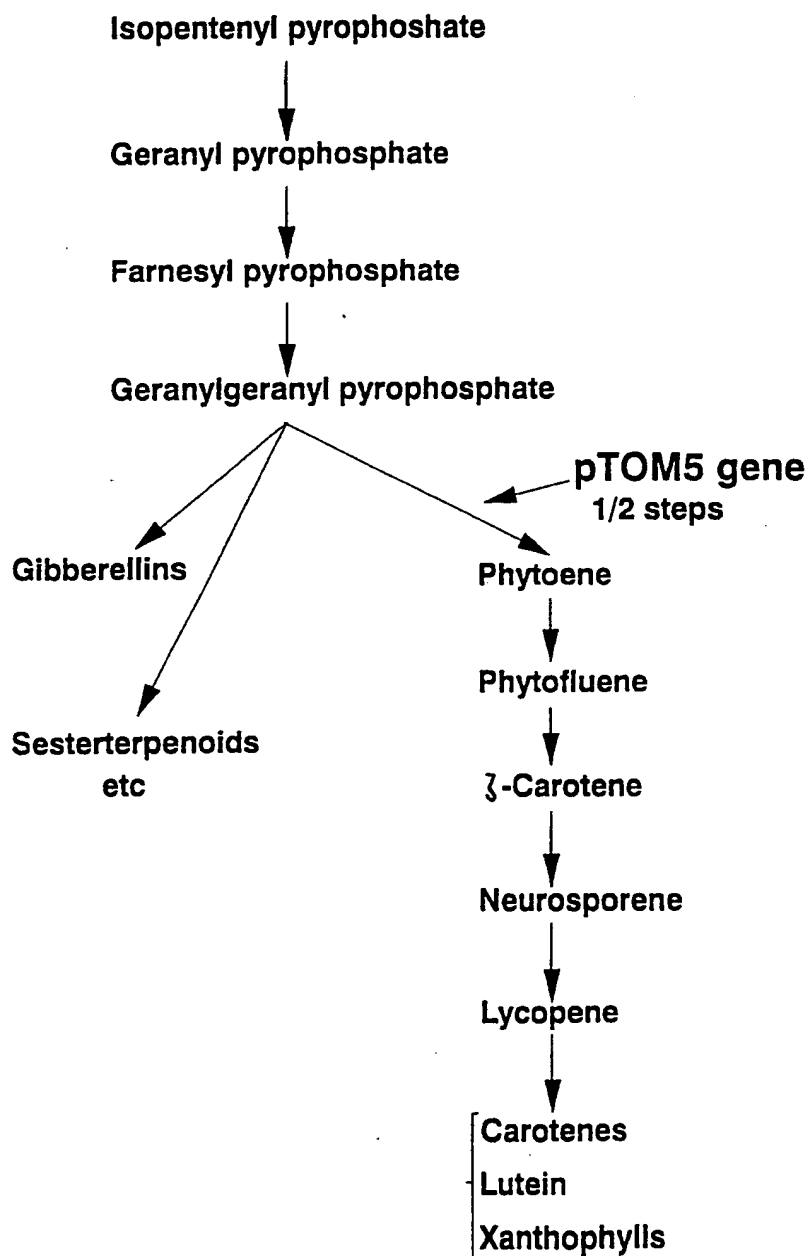 Isopentenyl pyrophoshate
Geranyl pyrophosphate
Farnesyl pyrophosphate
Geranylgeranyl pyrophosphate
pTOM5 gene
1/2 steps
Gibberellins
Phytoene
Phytofluene
Sesterterpenoids
etc
ζ-Carotene
Neurosporene
Lycopene
Carotenes
Lutein
Xanthophylls